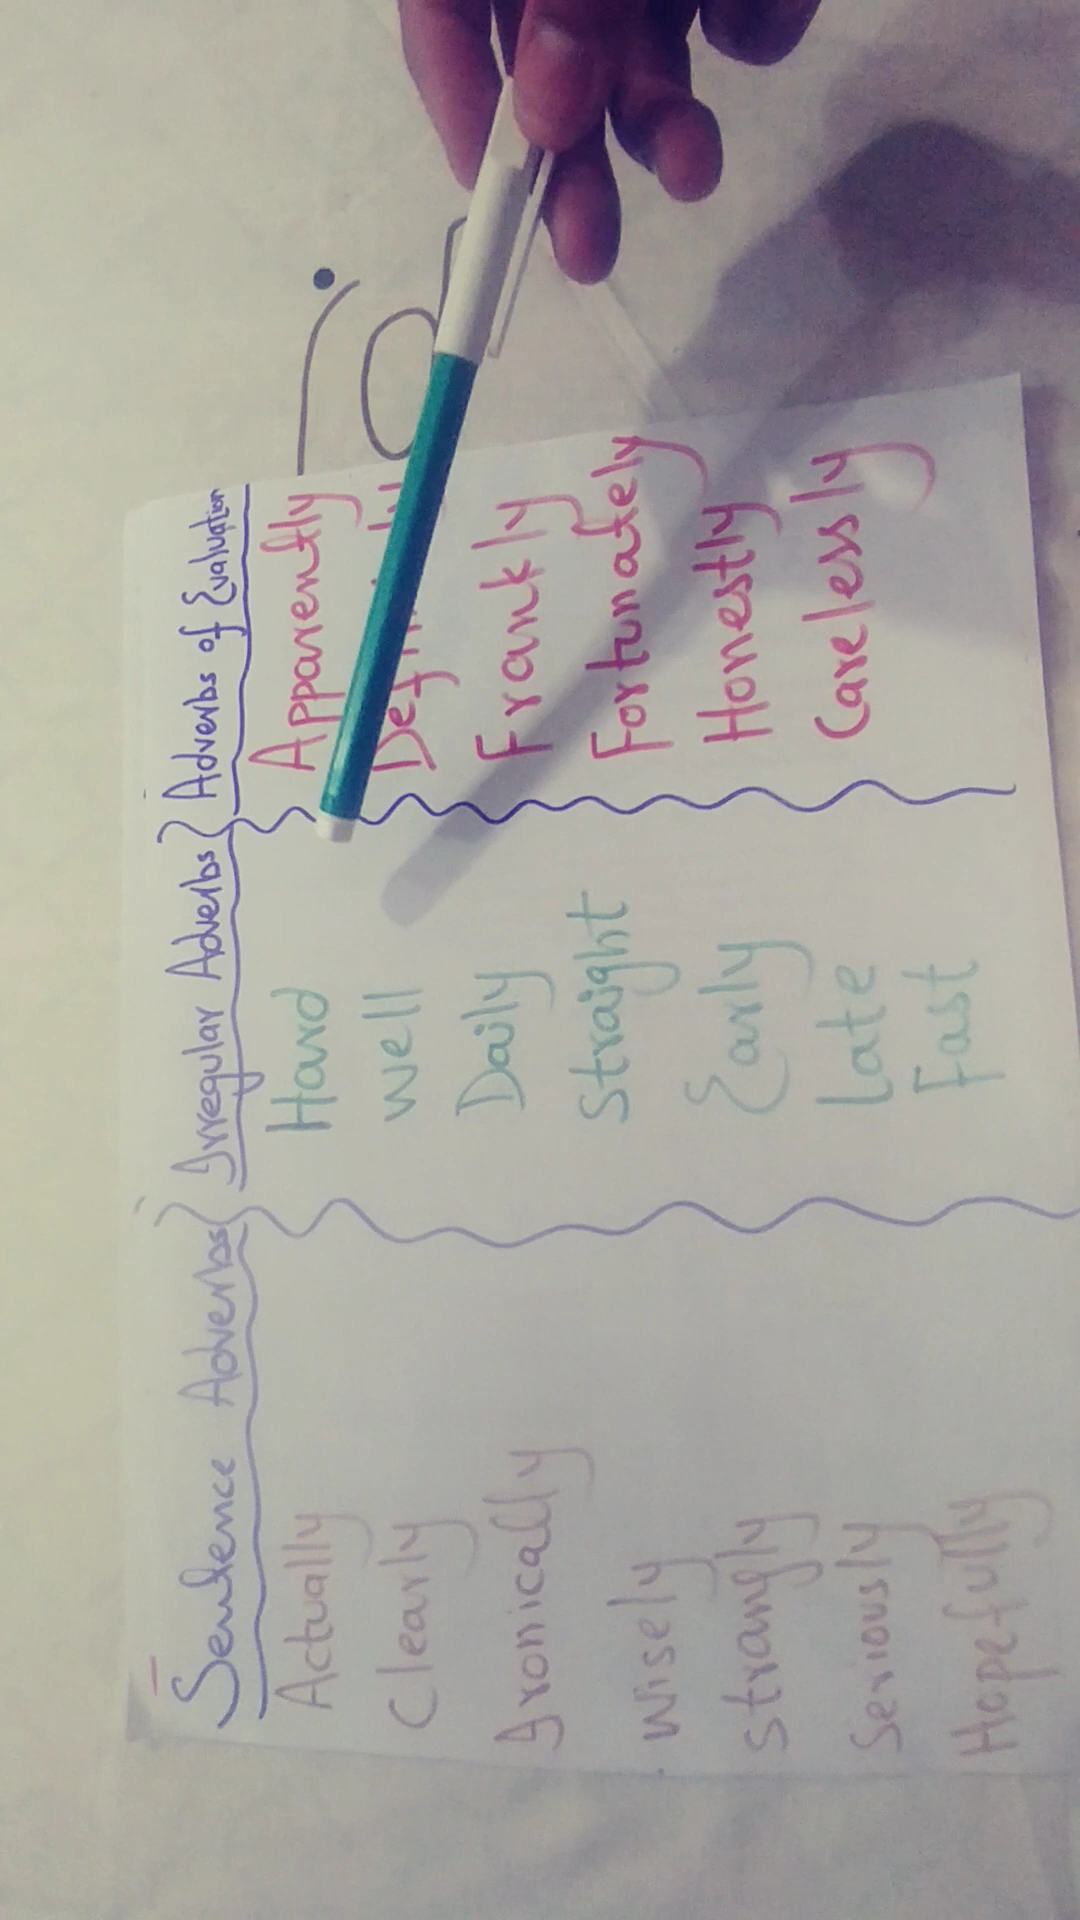 Sentence Adverbs
Actually
Clearly
Ironically
Wisely
Strangly
Seriously
Hopefully
Irregular Adverbs
Hard
Well
Daily
Straight
Early
Late
Fast
Adverbs of Evaluation
Apparently
Frankly
Fortunately
Honestly
Carelessly